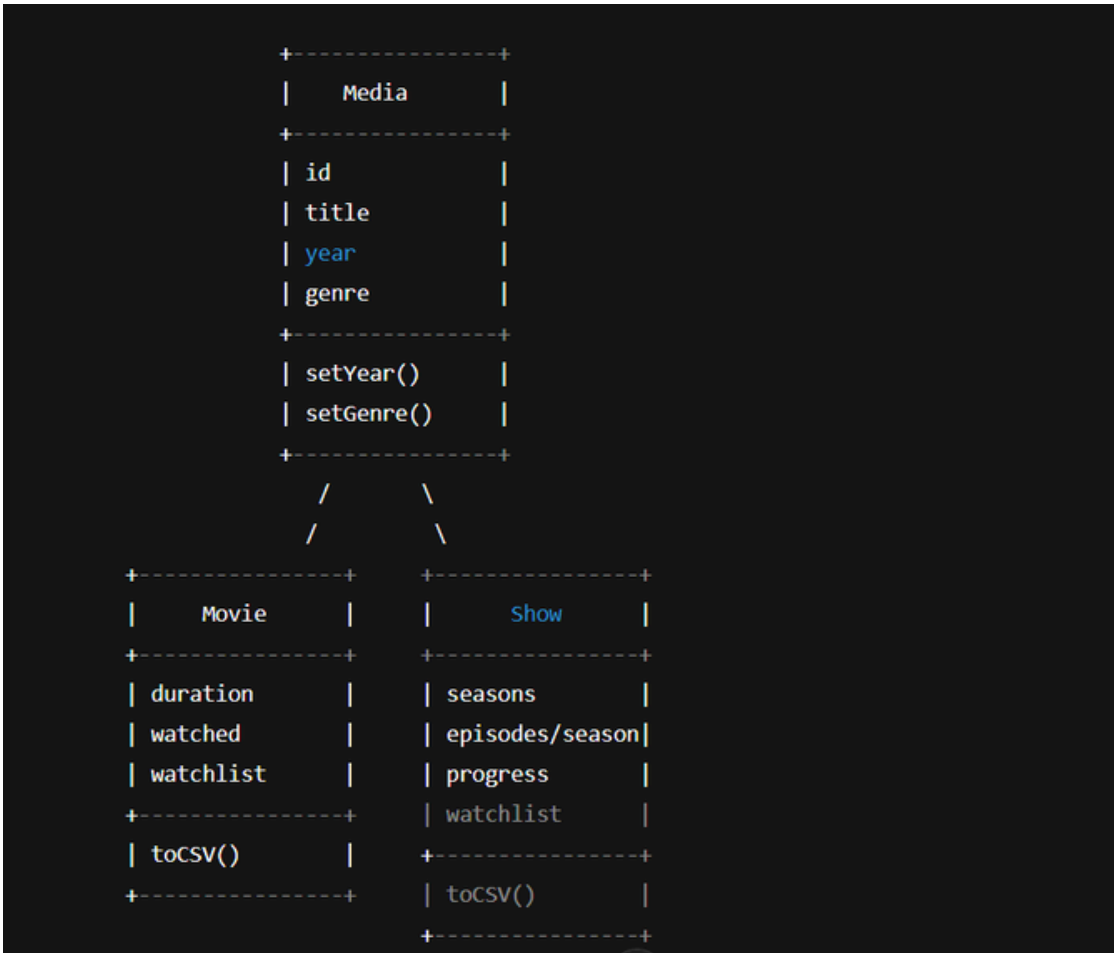 +----------------+
|    Media       |
+----------------+
| id             |
| title          |
| year           |
| genre          |
+----------------+
| setYear()      |
| setGenre()     |
+----------------+
/       \
/         \
+----------------+     +----------------+
|     Movie      |     |      Show      |
+----------------+     +----------------+
| duration       |     | seasons        |
| watched        |     | episodes/season|
| watchlist      |     | progress       |
+----------------+     | watchlist      |
| toCSV()        |     +----------------+
+----------------+     | toCSV()        |
+----------------+